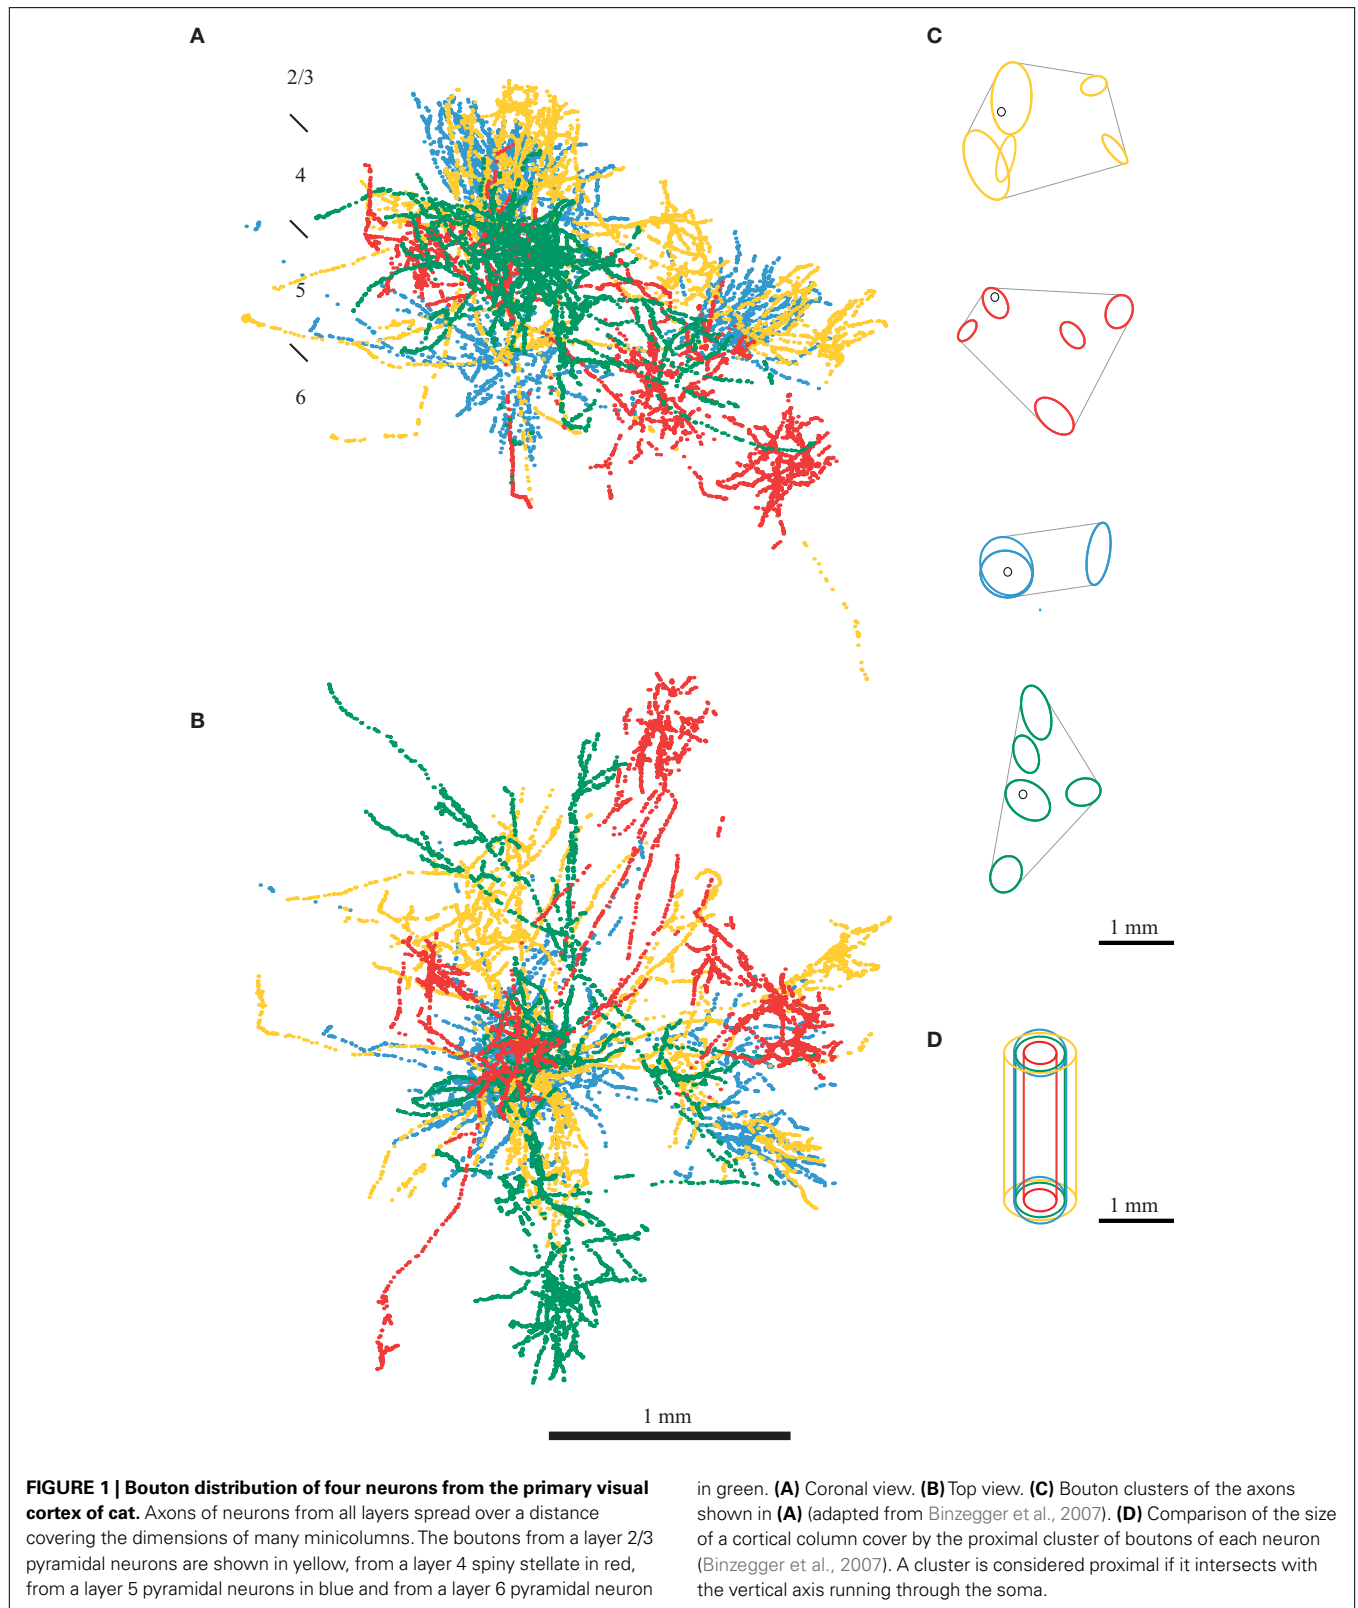 A
C
2/3
4
5
6
B
1 mm
D
1 mm
1 mm
FIGURE 1 | Bouton distribution of four neurons from the primary visual
cortex of cat. Axons of neurons from all layers spread over a distance
covering the dimensions of many minicolumns. The boutons from a layer 2/3
pyramidal neurons are shown in yellow, from a layer 4 spiny stellate in red,
from a layer 5 pyramidal neurons in blue and from a layer 6 pyramidal neuron
in green. (A) Coronal view. (B) Top view. (C) Bouton clusters of the axons
shown in (A) (adapted from Binzegger et al., 2007). (D) Comparison of the size
of a cortical column cover by the proximal cluster of boutons of each neuron
(Binzegger et al., 2007). A cluster is considered proximal if it intersects with
the vertical axis running through the soma.